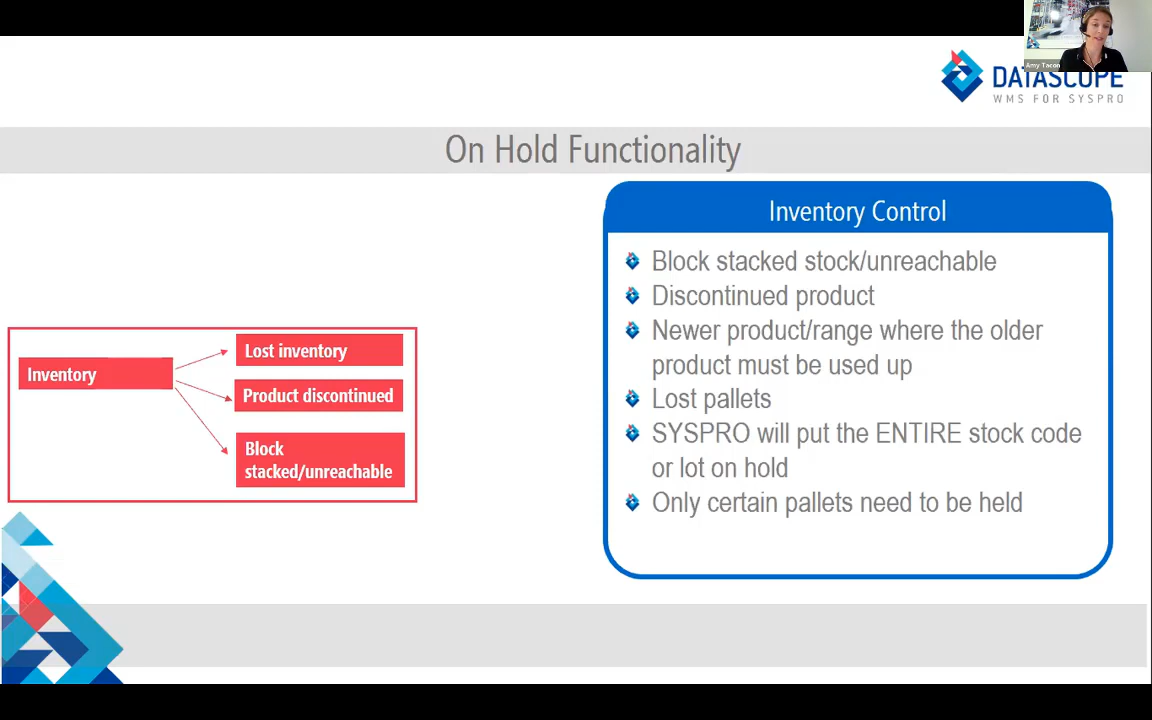 Amy Tacon
DATASCOPE
WMS FOR SYSPRO
On Hold Functionality
Inventory
Lost inventory
Product discontinued
Block
stacked/unreachable
Inventory Control
Block stacked stock/unreachable
Discontinued product
Newer product/range where the older
product must be used up
Lost pallets
SYSPRO will put the ENTIRE stock code
or lot on hold
Only certain pallets need to be held